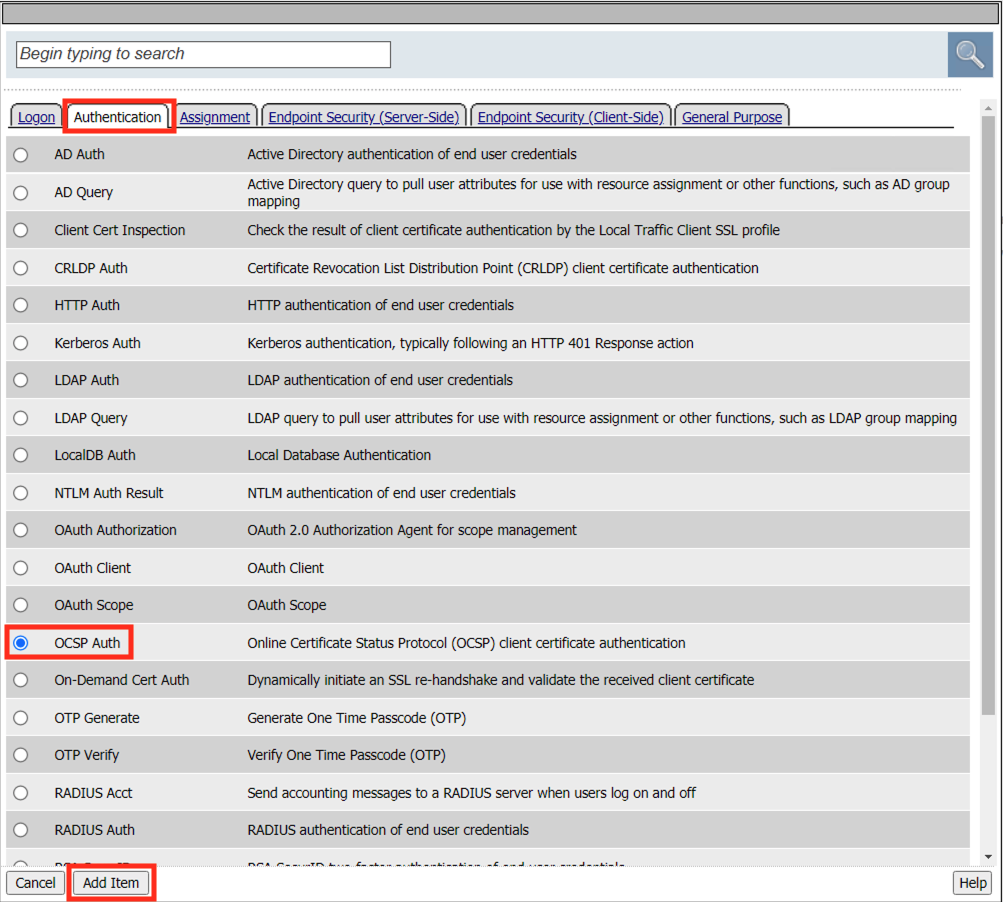 Begin typing to search
Logon Authentication Assignment Endpoint Security (Server-Side) Endpoint Security (Client-Side) General Purpose
AD Auth Active Directory authentication of end user credentials
AD Query Active Directory query to pull user attributes for use with resource assignment or other functions, such as AD group
mapping
Client Cert Inspection Check the result of client certificate authentication by the Local Traffic Client SSL profile
CRLDP Auth Certificate Revocation List Distribution Point (CRLDP) client certificate authentication
HTTP Auth HTTP authentication of end user credentials
Kerberos Auth Kerberos authentication, typically following an HTTP 401 Response action
LDAP Auth LDAP authentication of end user credentials
LDAP Query LDAP query to pull user attributes for use with resource assignment or other functions, such as LDAP group mapping
LocalDB Auth Local Database Authentication
NTLM Auth Result NTLM authentication of end user credentials
OAuth Authorization OAuth 2.0 Authorization Agent for scope management
OAuth Client OAuth Client
OAuth Scope OAuth Scope
OCSP Auth Online Certificate Status Protocol (OCSP) client certificate authentication
On-Demand Cert Auth Dynamically initiate an SSL re-handshake and validate the received client certificate
OTP Generate Generate One Time Passcode (OTP)
OTP Verify Verify One Time Passcode (OTP)
RADIUS Acct Send accounting messages to a RADIUS server when users log on and off
RADIUS Auth RADIUS authentication of end user credentials
Cancel Add Item Help